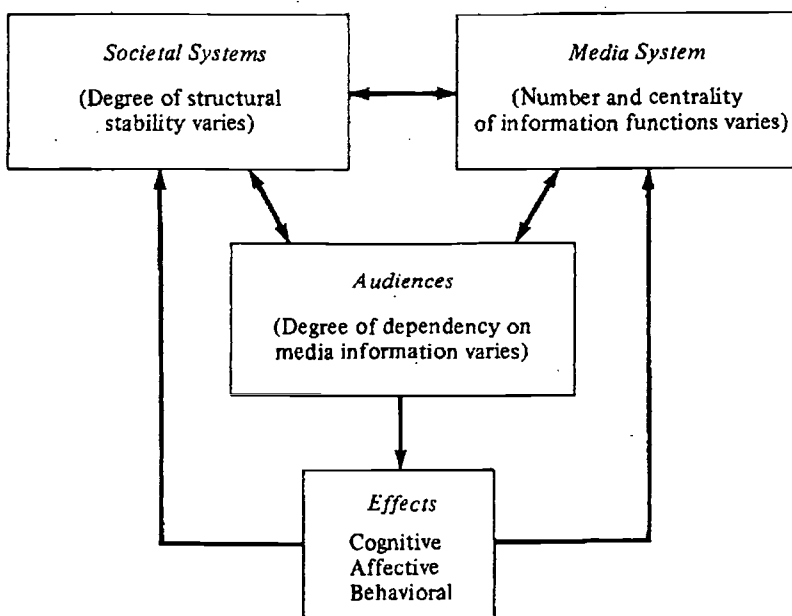 Societal Systems
(Degree of structural
stability varies)
Media System
(Number and centrality
of information functions varies)
Audiences
(Degree of dependency on
media information varies)
Effects
Cognitive
Affective
Behavioral